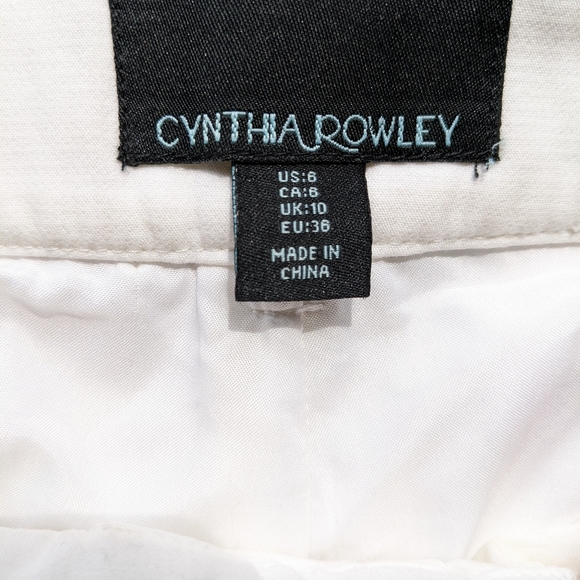 CYNTHIA ROWLEY
US:6
CA:6
UK:10
EU:36
MADE IN
CHINA